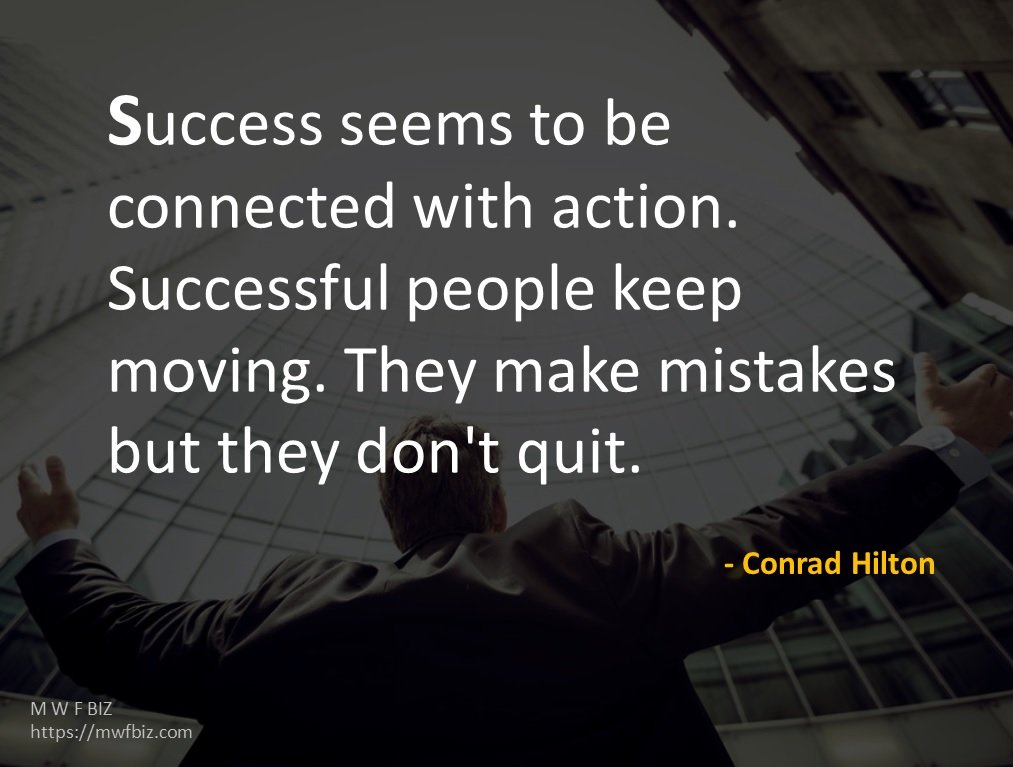 Success seems to be
connected with action.
Successful people keep
moving. They make mistakes
but they don't quit.
- Conrad Hilton
M W F BIZ
https://mwfbiz.com